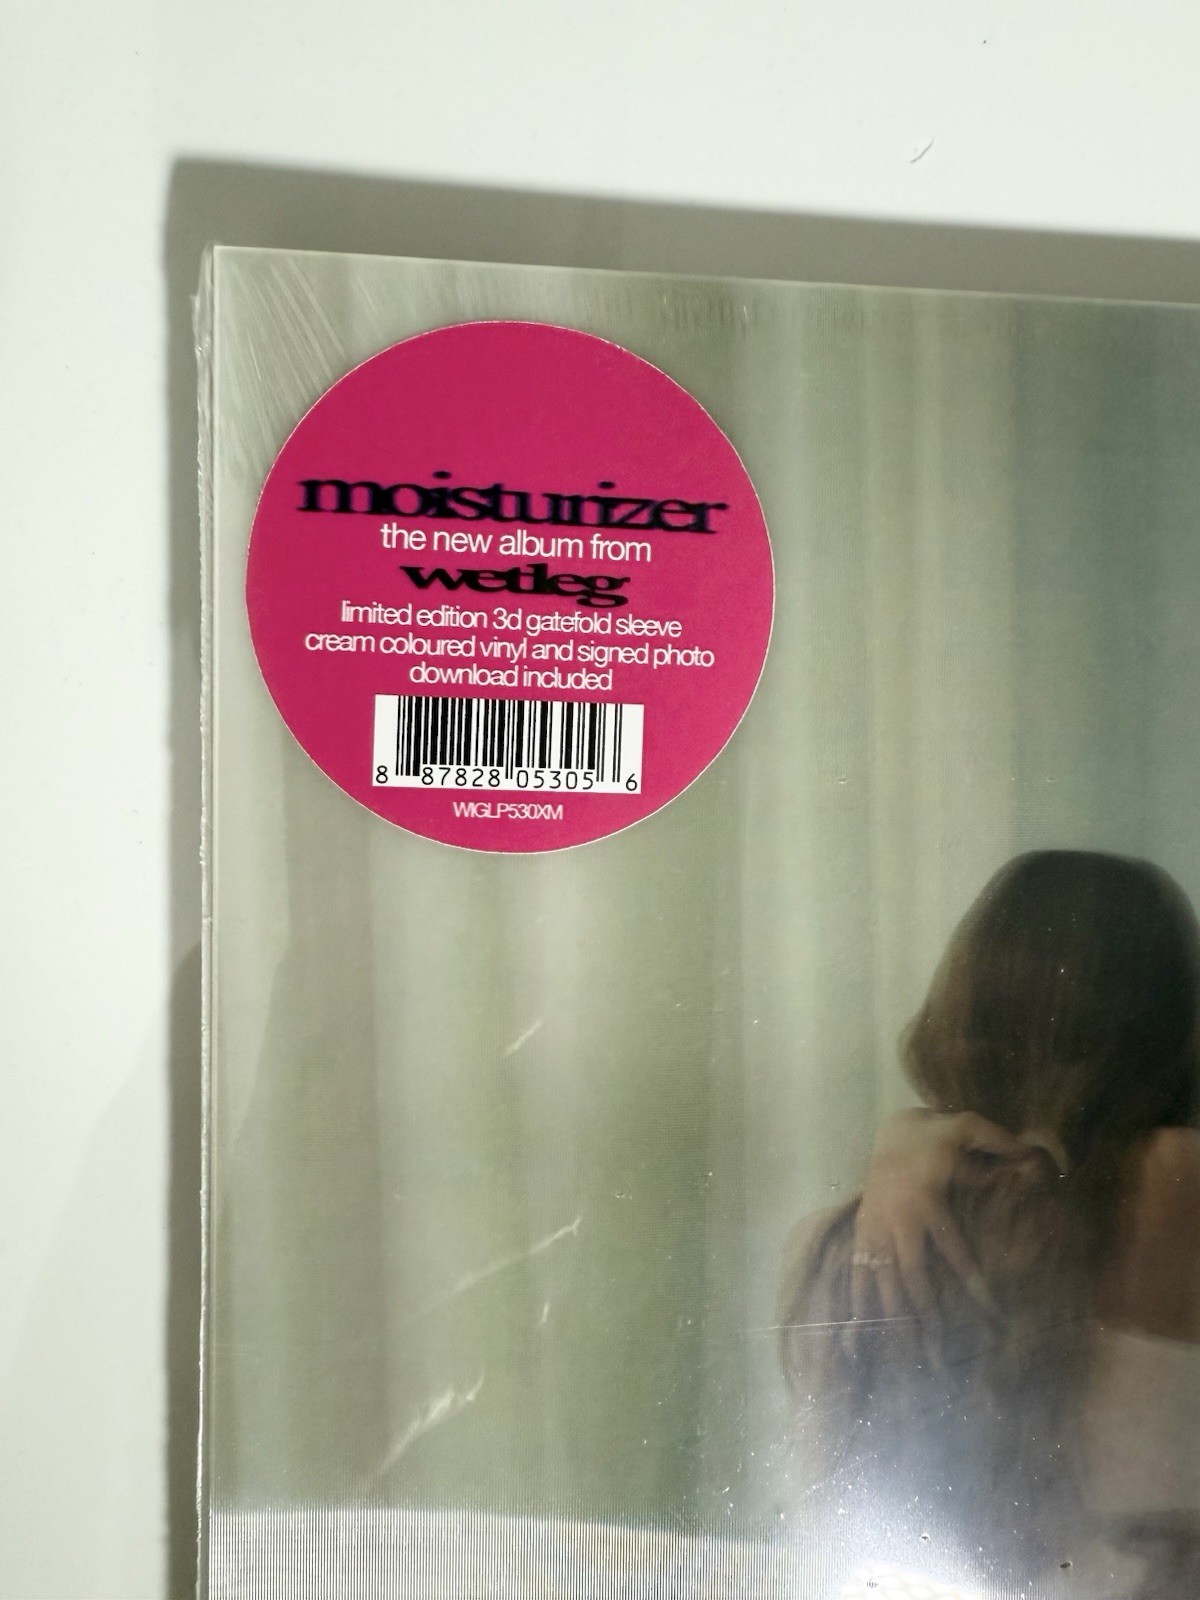 moisturizer
the new album from
wetleg
limited edition 3d gatefold sleeve
cream coloured vinyl and signed photo
download included
8 87828 05305 6
WIGLP530XM